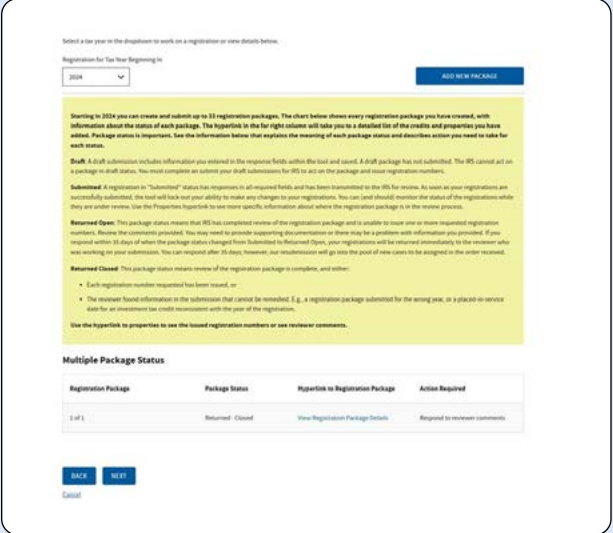 Select a tax year in the dropdown to work on a registration or view details below.
Registration for Tax Year Beginning In
2024
ADD NEW PACKAGE
Starting in 2024 you can create and submit up to 33 registration packages. The chart below shows every registration package you have created, with
information about the status of each package. The hyperlink in the far right column will take you to a detailed list of the credits and properties you have
added. Package status is important. See the information below that explains the meaning of each package status and describes action you need to take for
each status.
Draft: A draft submission includes information you entered in the response fields within the tool and saved. A draft package has not submitted. The IRS cannot act on
a package in draft status. You must complete an submit your draft submissions for IRS to act on the package and issue registration numbers.
Submitted: A registration in "Submitted" status has responses in all required fields and has been transmitted to the IRS for review. As soon as your registrations are
successfully submitted, the tool will lock out your ability to make any changes to your registrations. You can (and should) monitor the status of the registrations while
they are under review. Use the Properties hyperlink to see more specific information about where the registration package is in the review process.
Returned Open: This package status means that IRS has completed review of the registration package and is unable to issue one or more requested registration
numbers. Review the comments provided. You may need to provide supporting documentation or there may be a problem with information you provided. If you
respond within 35 days of when the package status changed from Submitted to Returned Open, your registrations will be returned immediately to the reviewer who
was working on your submission. You can respond after 35 days; however, our resubmission will go into the pool of new cases to be assigned in the order received.
Returned Closed: This package status means review of the registration package is complete, and either:
• Each registration number requested has been issued, or
• The reviewer found information in the submission that cannot be remedied. E.g., a registration package submitted for the wrong year, or a placed-in-service
date for an investment tax credit inconsistent with the year of the registration.
Use the hyperlink to properties to see the issued registration numbers or see reviewer comments.
Multiple Package Status
Registration Package Package Status Hyperlink to Registration Package Action Required
1 of 1 Returned - Closed View Registration Package Details Respond to reviewer comments
BACK NEXT
Cancel